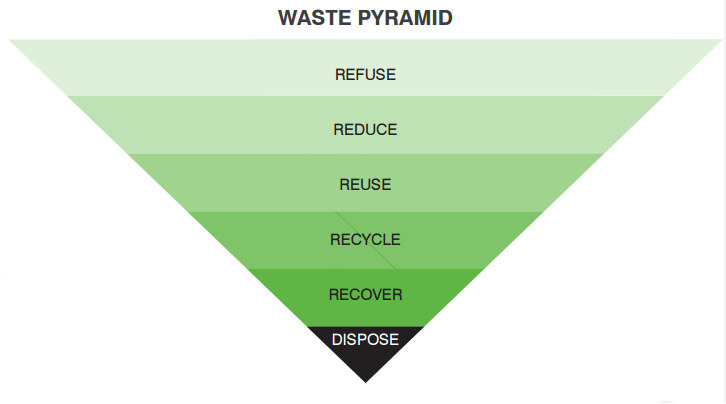 WASTE PYRAMID
REFUSE
REDUCE
REUSE
RECYCLE
RECOVER
DISPOSE